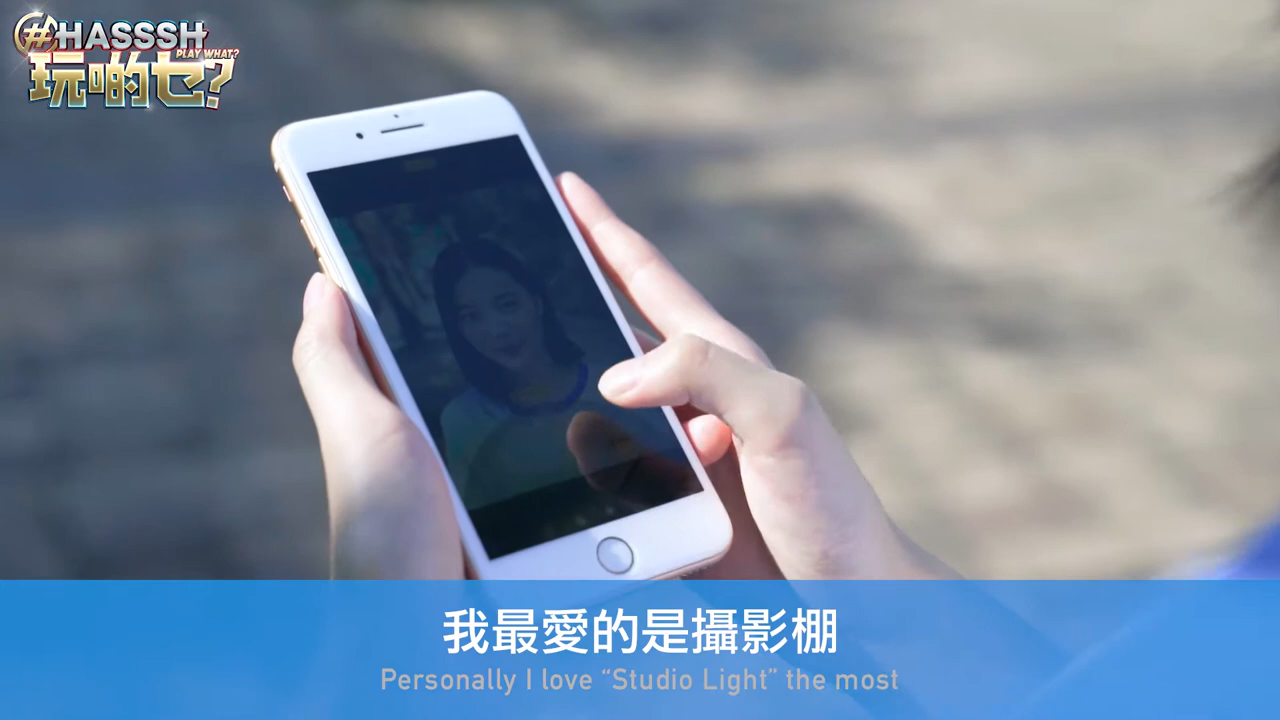 #HASSSH
PLAY WHAT?
玩啲乜?
我最愛的是攝影棚
Personally I love “Studio Light” the most